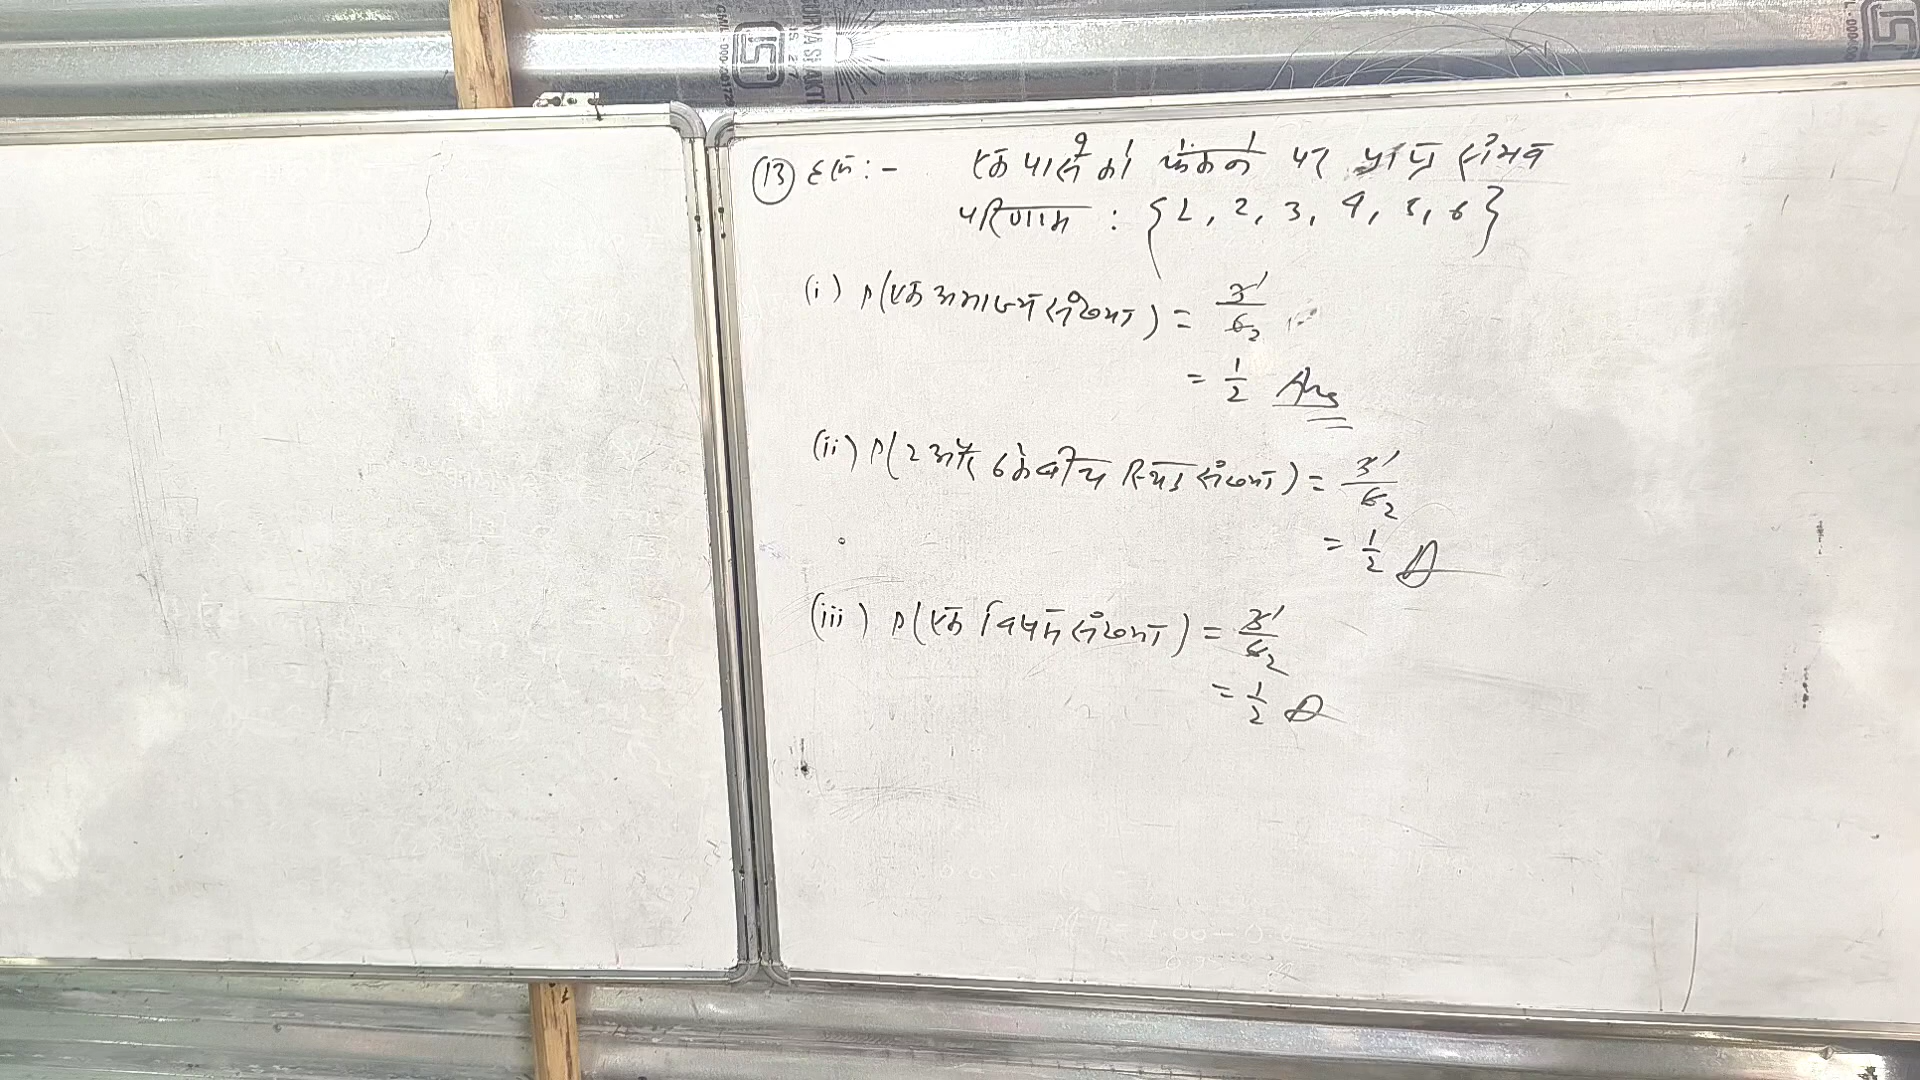 (13) हल :- एक पासे को फेंकने पर प्राप्त संभव
परिणाम : {1, 2, 3, 4, 5, 6}
(i) P(एक अभाज्य संख्या) = 3/6
= 1/2 Ans
(ii) P(2 और 6 के बीच स्थित संख्या) = 3/6
= 1/2
(iii) P(एक विषम संख्या) = 3/6
= 1/2